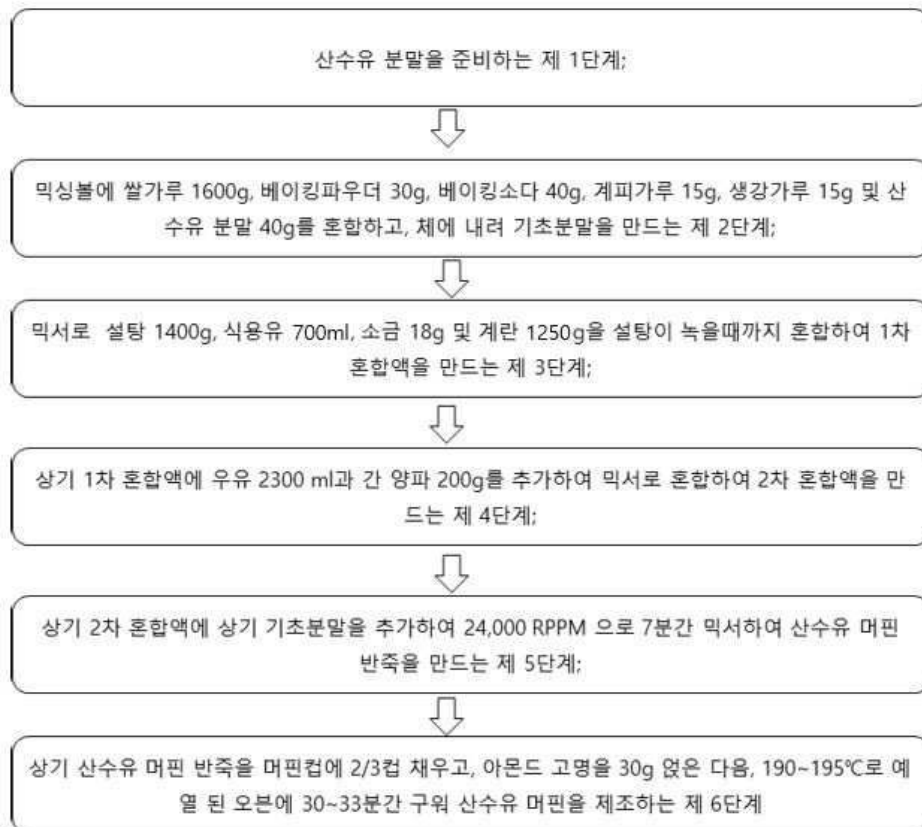 산수유 분말을 준비하는 제 1단계;
믹싱볼에 쌀가루 1600g, 베이킹파우더 30g, 베이킹소다 40g, 계피가루 15g, 생강가루 15g 및 산
수유 분말 40g를 혼합하고, 체에 내려 기초분말을 만드는 제 2단계;
믹서로 설탕 1400g, 식용유 700ml, 소금 18g 및 계란 1250g을 설탕이 녹을때까지 혼합하여 1차
혼합액을 만드는 제 3단계;
상기 1차 혼합액에 우유 2300 ml과 간 양파 200g를 추가하여 믹서로 혼합하여 2차 혼합액을 만
드는 제 4단계;
상기 2차 혼합액에 상기 기초분말을 추가하여 24,000 RPPM 으로 7분간 믹서하여 산수유 머핀
반죽을 만드는 제 5단계;
상기 산수유 머핀 반죽을 머핀컵에 2/3컵 채우고, 아몬드 고명을 30g 얹은 다음, 190~195℃로 예
열 된 오븐에 30~33분간 구워 산수유 머핀을 제조하는 제 6단계